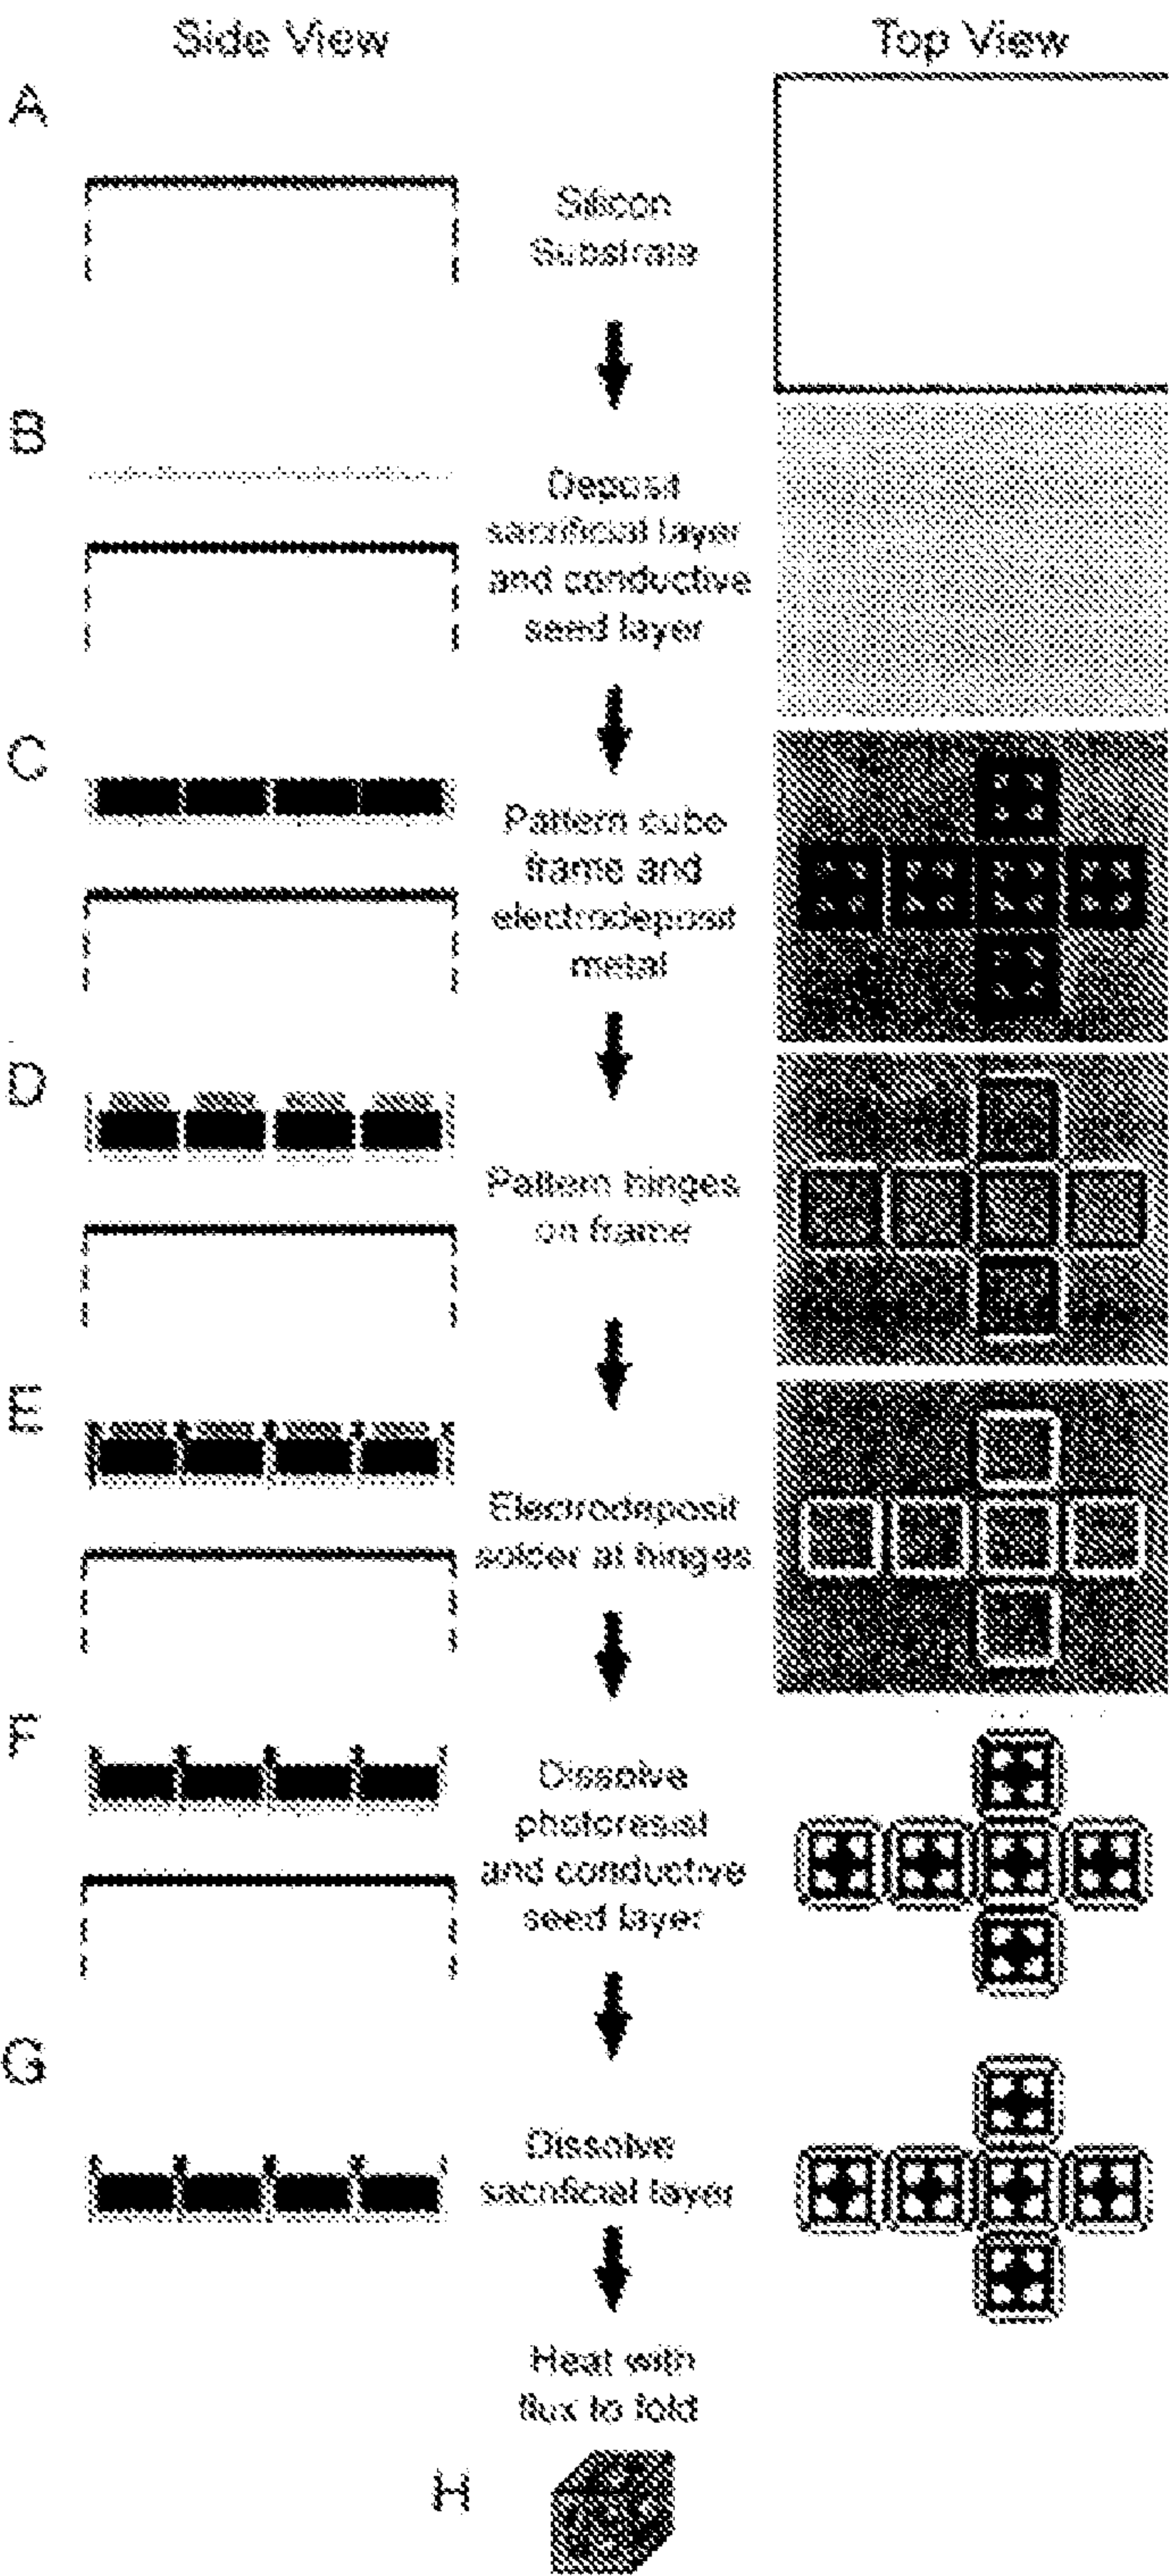 Side View
Top View
A
Silicon
Substrate
B
Deposit
sacrificial layer
and conductive
seed layer
C
Pattern cube
frame and
electrodeposit
metal
D
Pattern hinges
on frame
E
Electrodeposit
solder at hinges
F
Dissolve
photoresist
and conductive
seed layer
G
Dissolve
sacrificial layer
Heat with
flux to fold
H